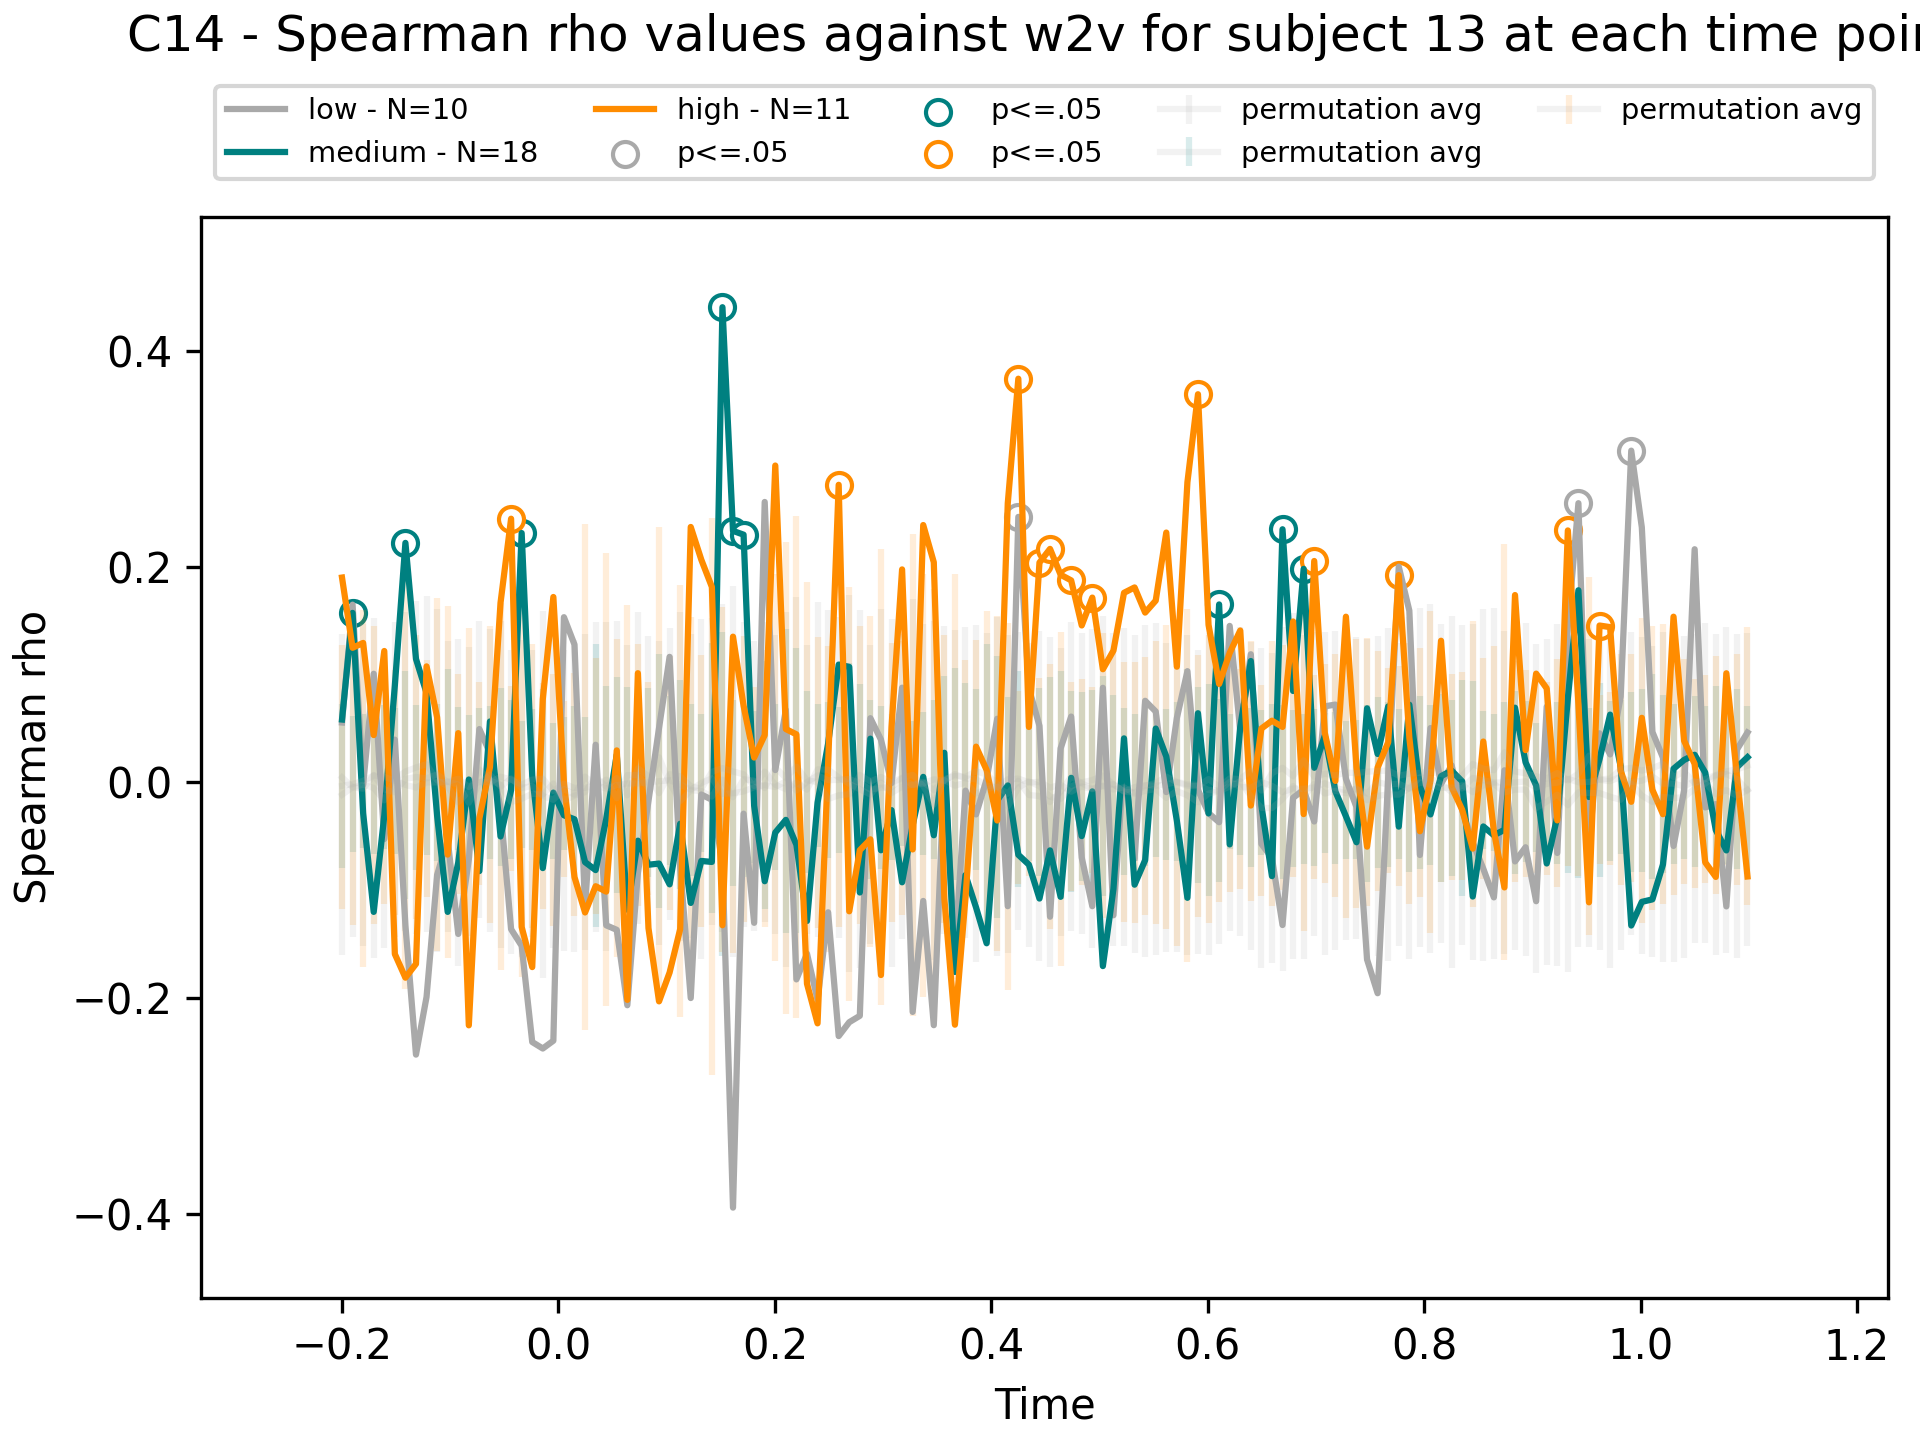 C14 - Spearman rho values against w2v for subject 13 at each time poi
low - N=10
medium - N=18
high - N=11
p<=.05
p<=.05
p<=.05
permutation avg
permutation avg
permutation avg
Spearman rho
0.4
0.2
0.0
−0.2
−0.4
−0.2
0.0
0.2
0.4
0.6
0.8
1.0
1.2
Time